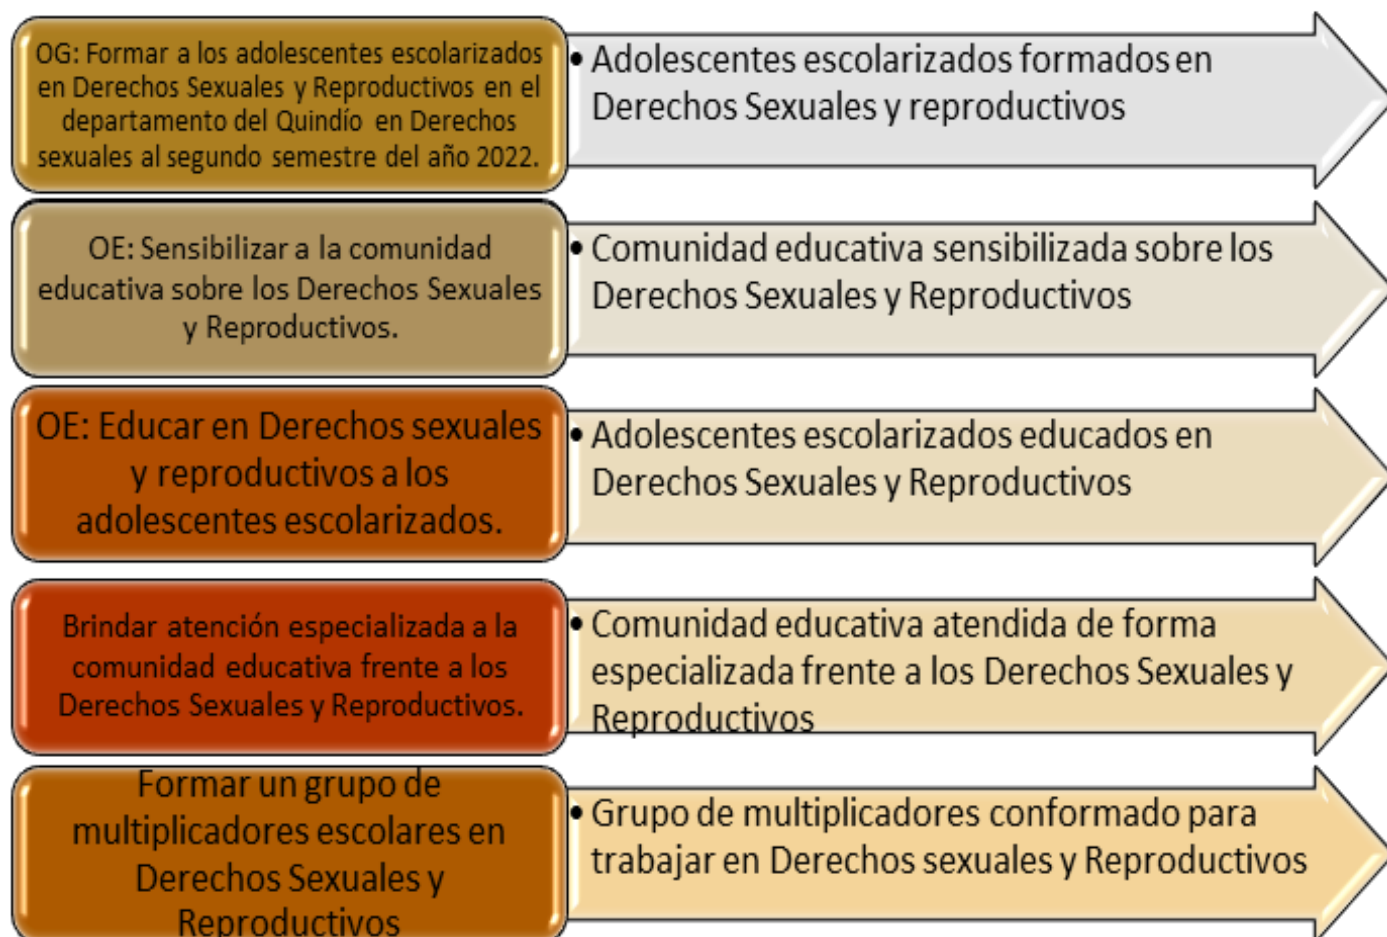 OG: Formar a los adolescentes escolarizados
en Derechos Sexuales y Reproductivos en el
departamento del Quindío en Derechos
sexuales al segundo semestre del año 2022.
• Adolescentes escolarizados formados en
Derechos Sexuales y reproductivos
OE: Sensibilizar a la comunidad
educativa sobre los Derechos Sexuales
y Reproductivos.
• Comunidad educativa sensibilizada sobre los
Derechos Sexuales y Reproductivos
OE: Educar en Derechos sexuales
y reproductivos a los
adolescentes escolarizados.
• Adolescentes escolarizados educados en
Derechos Sexuales y Reproductivos
Brindar atención especializada a la
comunidad educativa frente a los
Derechos Sexuales y Reproductivos.
• Comunidad educativa atendida de forma
especializada frente a los Derechos Sexuales y
Reproductivos
Formar un grupo de
multiplicadores escolares en
Derechos Sexuales y
Reproductivos
• Grupo de multiplicadores conformado para
trabajar en Derechos sexuales y Reproductivos